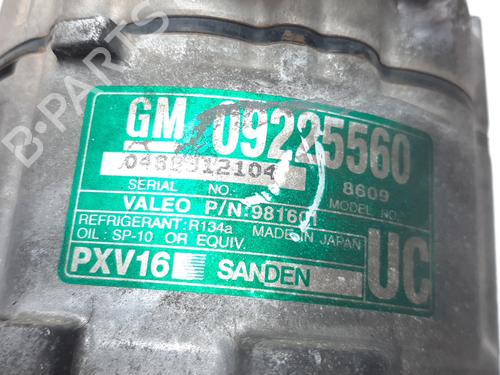 B-PARTS
GM 09225560
8609
SERIAL NO. MODEL NO.
VALEO P/N:981601
REFRIGERANT:R134a MADE IN JAPAN
OIL: SP-10 OR EQUIV.
PXV16 SANDEN UC